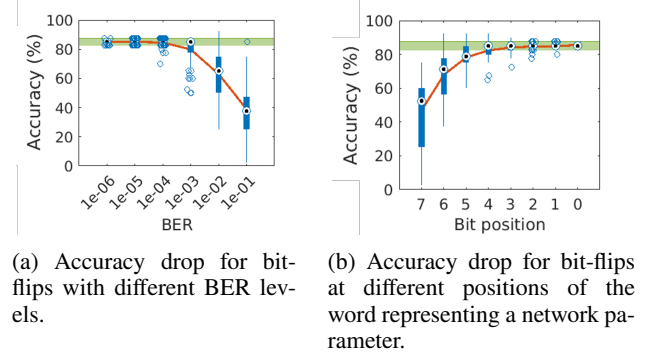 100
80
60
40
20
0
Accuracy (%)
1e-06
1e-05
1e-04
1e-03
1e-02
1e-01
BER
100
80
60
40
20
0
Accuracy (%)
7 6 5 4 3 2 1 0
Bit position
(a) Accuracy drop for bit-
flips with different BER lev-
els.
(b) Accuracy drop for bit-flips
at different positions of the
word representing a network pa-
rameter.